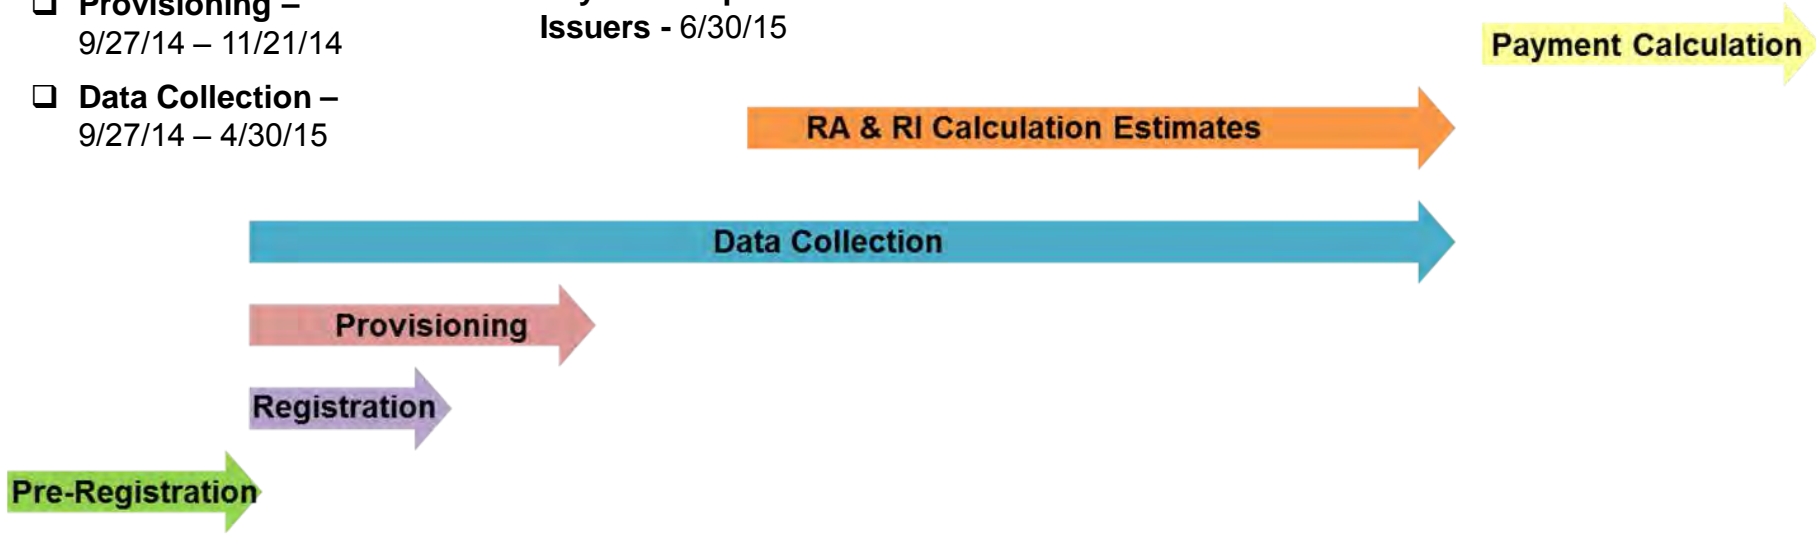 Provisioning –
9/27/14 – 11/21/14
Data Collection –
9/27/14 – 4/30/15
Issuers - 6/30/15
Payment Calculation
RA & RI Calculation Estimates
Data Collection
Provisioning
Registration
Pre-Registration